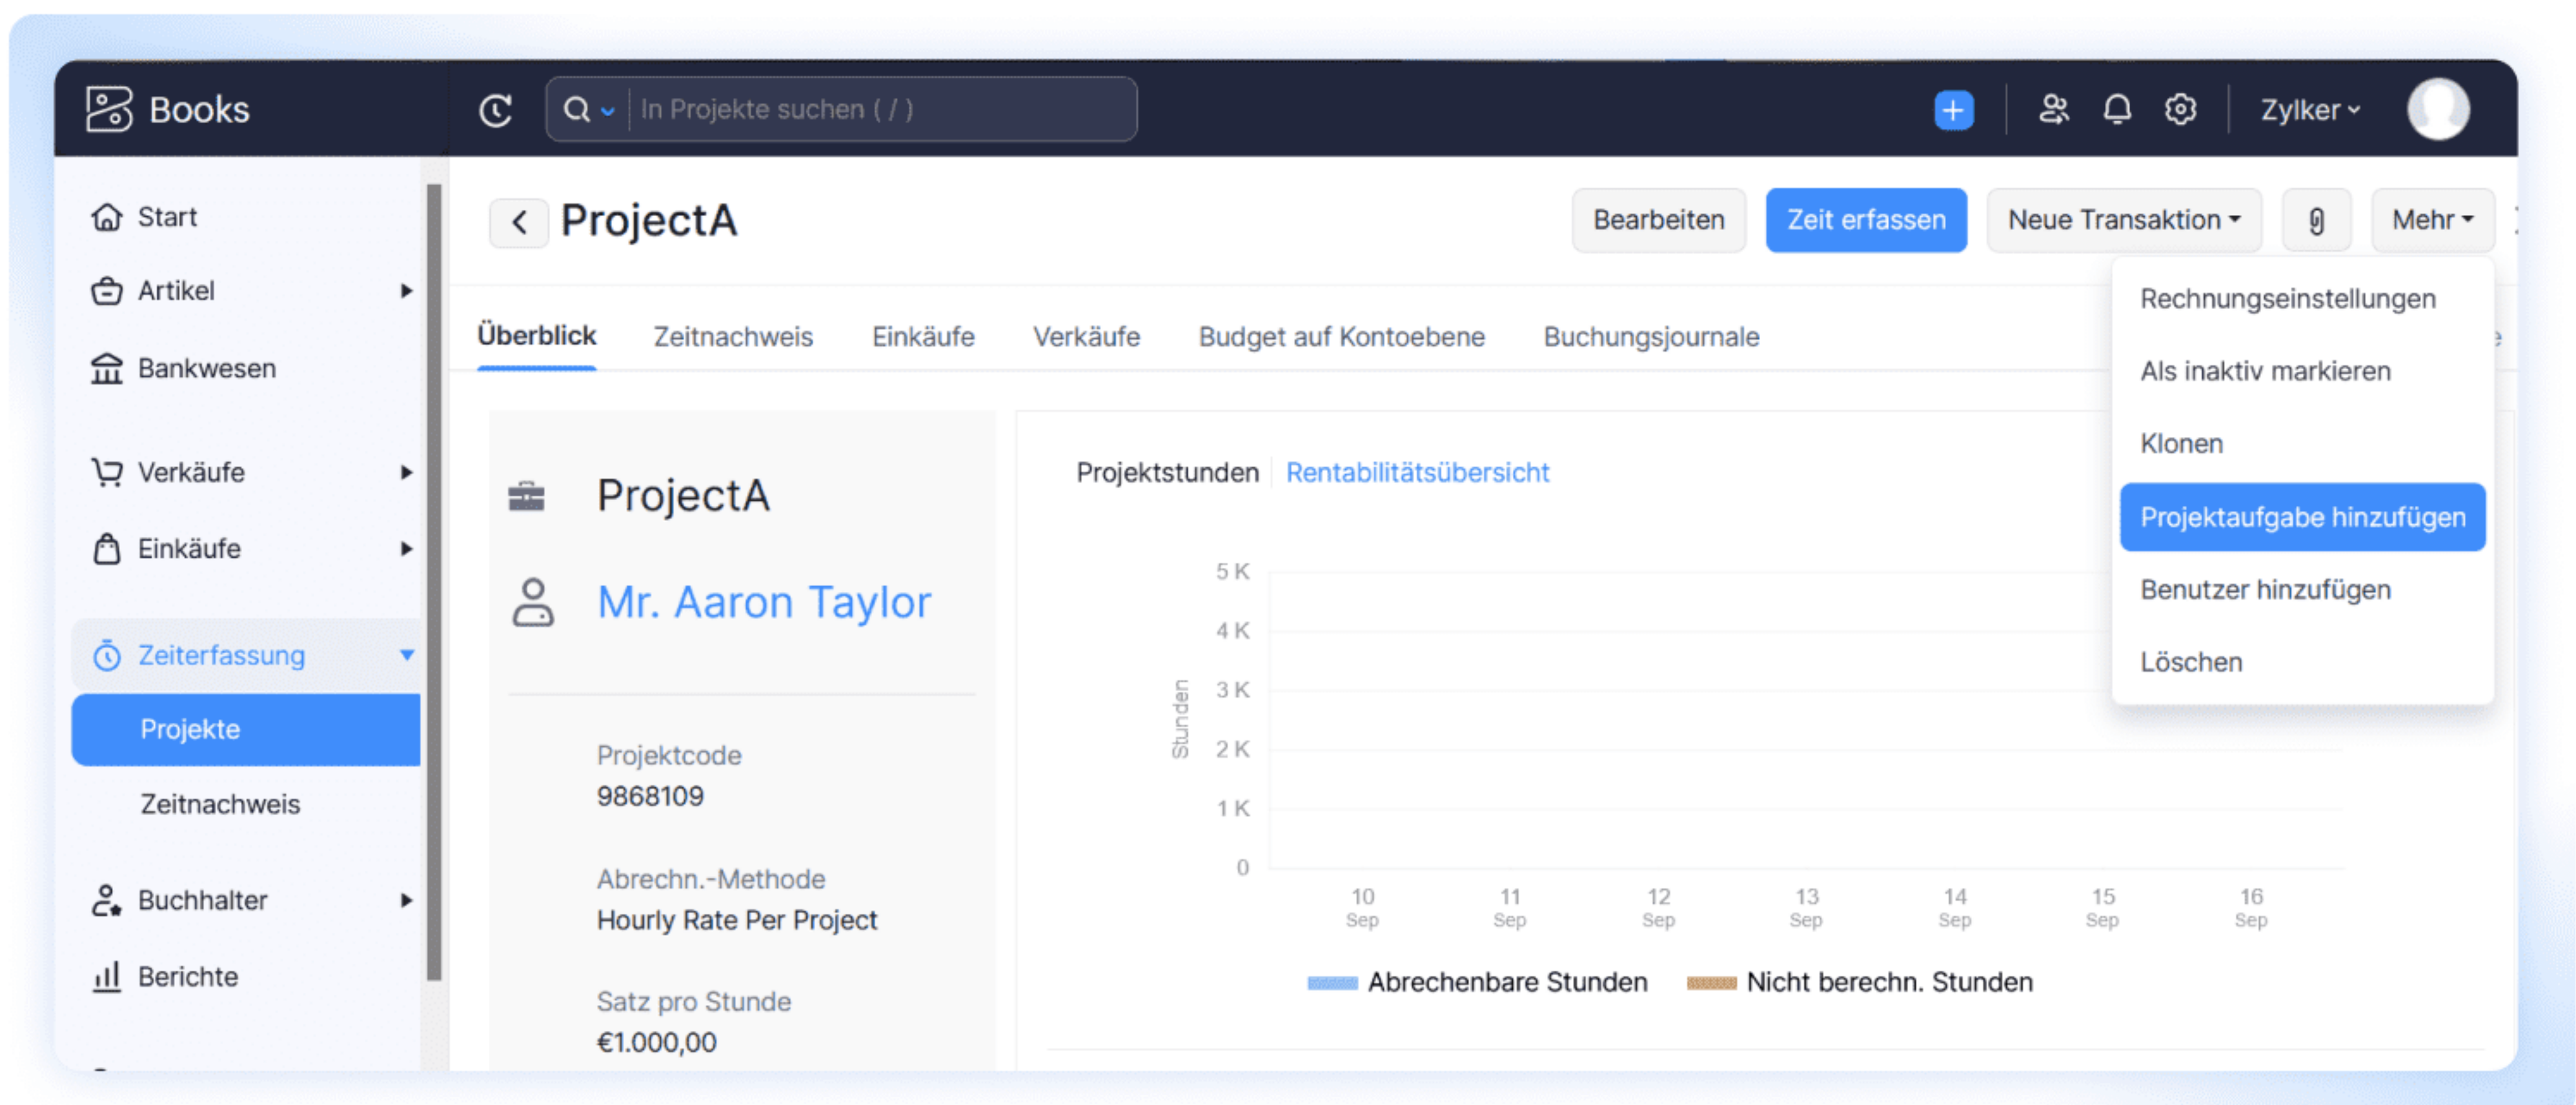 Books
In Projekte suchen ( / )
Zylker
Start
Artikel
Bankwesen
Verkäufe
Einkäufe
Zeiterfassung
Projekte
Zeitnachweis
Buchhalter
Berichte
ProjectA
Bearbeiten
Zeit erfassen
Neue Transaktion
Mehr
Überblick
Zeitnachweis
Einkäufe
Verkäufe
Budget auf Kontoebene
Buchungsjournale
Rechnungseinstellungen
Als inaktiv markieren
Klonen
Projektaufgabe hinzufügen
Benutzer hinzufügen
Löschen
ProjectA
Mr. Aaron Taylor
Projektcode
9868109
Abrechn.-Methode
Hourly Rate Per Project
Satz pro Stunde
€1.000,00
Projektstunden
Rentabilitätsübersicht
Stunden
5 K
4 K
3 K
2 K
1 K
0
10 Sep
11 Sep
12 Sep
13 Sep
14 Sep
15 Sep
16 Sep
Abrechenbare Stunden
Nicht berechn. Stunden